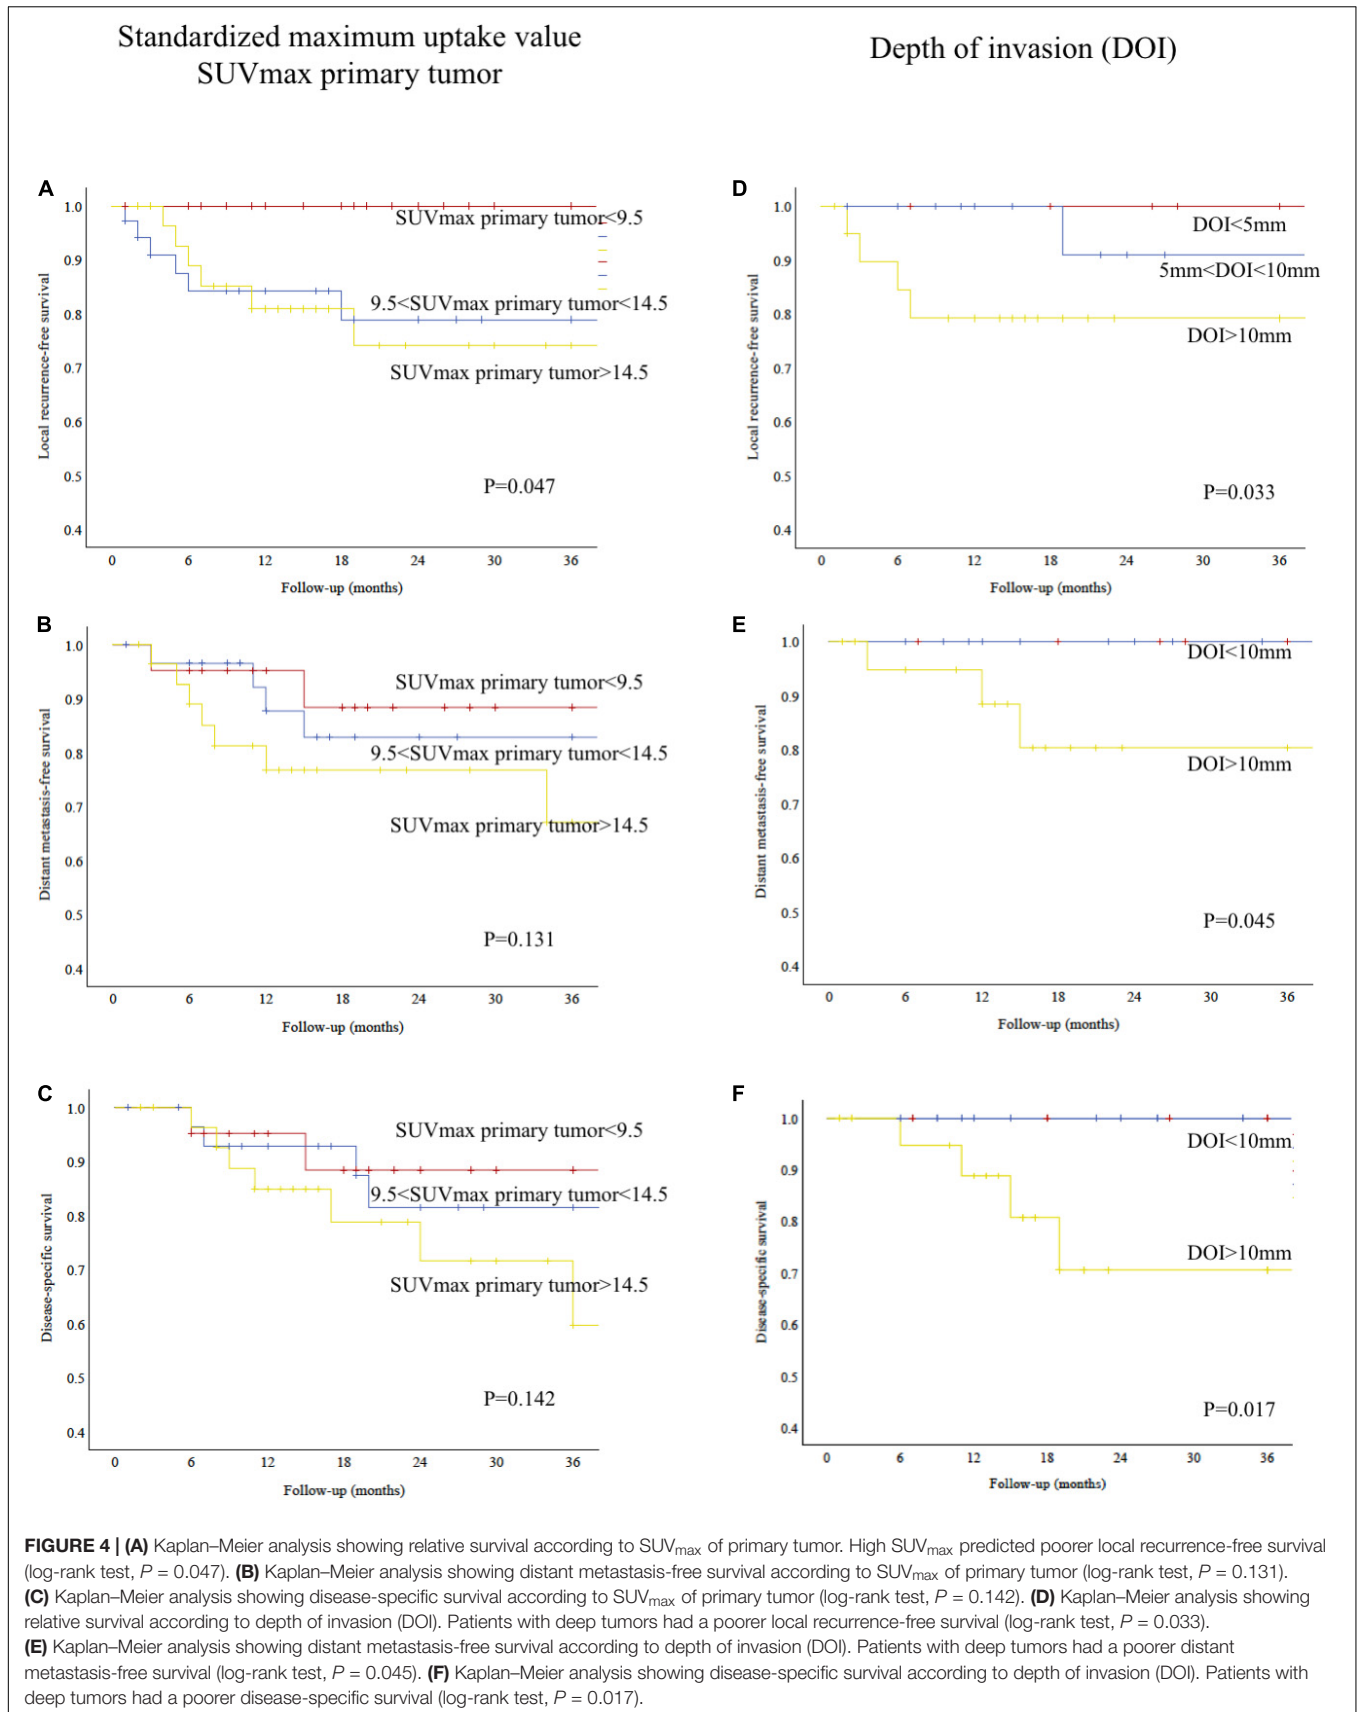 Standardized maximum uptake value
SUVmax primary tumor
Depth of invasion (DOI)
A
1.0
0.9
0.8
0.7
0.6
0.5
0.4
Local recurrence-free survival
SUVmax primary tumor<9.5
9.5<SUVmax primary tumor<14.5
SUVmax primary tumor>14.5
P=0.047
0 6 12 18 24 30 36
Follow-up (months)
D
1.0
0.9
0.8
0.7
0.6
0.5
0.4
Local recurrence-free survival
DOI<5mm
5mm<DOI<10mm
DOI>10mm
P=0.033
0 6 12 18 24 30 36
Follow-up (months)
B
1.0
0.9
0.8
0.7
0.6
0.5
0.4
Distant metastasis-free survival
SUVmax primary tumor<9.5
9.5<SUVmax primary tumor<14.5
SUVmax primary tumor>14.5
P=0.131
0 6 12 18 24 30 36
Follow-up (months)
E
1.0
0.9
0.8
0.7
0.6
0.5
0.4
Distant metastasis-free survival
DOI<10mm
DOI>10mm
P=0.045
0 6 12 18 24 30 36
Follow-up (months)
C
1.0
0.9
0.8
0.7
0.6
0.5
0.4
Disease-specific survival
SUVmax primary tumor<9.5
9.5<SUVmax primary tumor<14.5
SUVmax primary tumor>14.5
P=0.142
0 6 12 18 24 30 36
Follow-up (months)
F
1.0
0.9
0.8
0.7
0.6
0.5
0.4
Disease-specific survival
DOI<10mm
DOI>10mm
P=0.017
0 6 12 18 24 30 36
Follow-up (months)
FIGURE 4 | (A) Kaplan–Meier analysis showing relative survival according to SUVmax of primary tumor. High SUVmax predicted poorer local recurrence-free survival
(log-rank test, P = 0.047). (B) Kaplan–Meier analysis showing distant metastasis-free survival according to SUVmax of primary tumor (log-rank test, P = 0.131).
(C) Kaplan–Meier analysis showing disease-specific survival according to SUVmax of primary tumor (log-rank test, P = 0.142). (D) Kaplan–Meier analysis showing
relative survival according to depth of invasion (DOI). Patients with deep tumors had a poorer local recurrence-free survival (log-rank test, P = 0.033).
(E) Kaplan–Meier analysis showing distant metastasis-free survival according to depth of invasion (DOI). Patients with deep tumors had a poorer distant
metastasis-free survival (log-rank test, P = 0.045). (F) Kaplan–Meier analysis showing disease-specific survival according to depth of invasion (DOI). Patients with
deep tumors had a poorer disease-specific survival (log-rank test, P = 0.017).